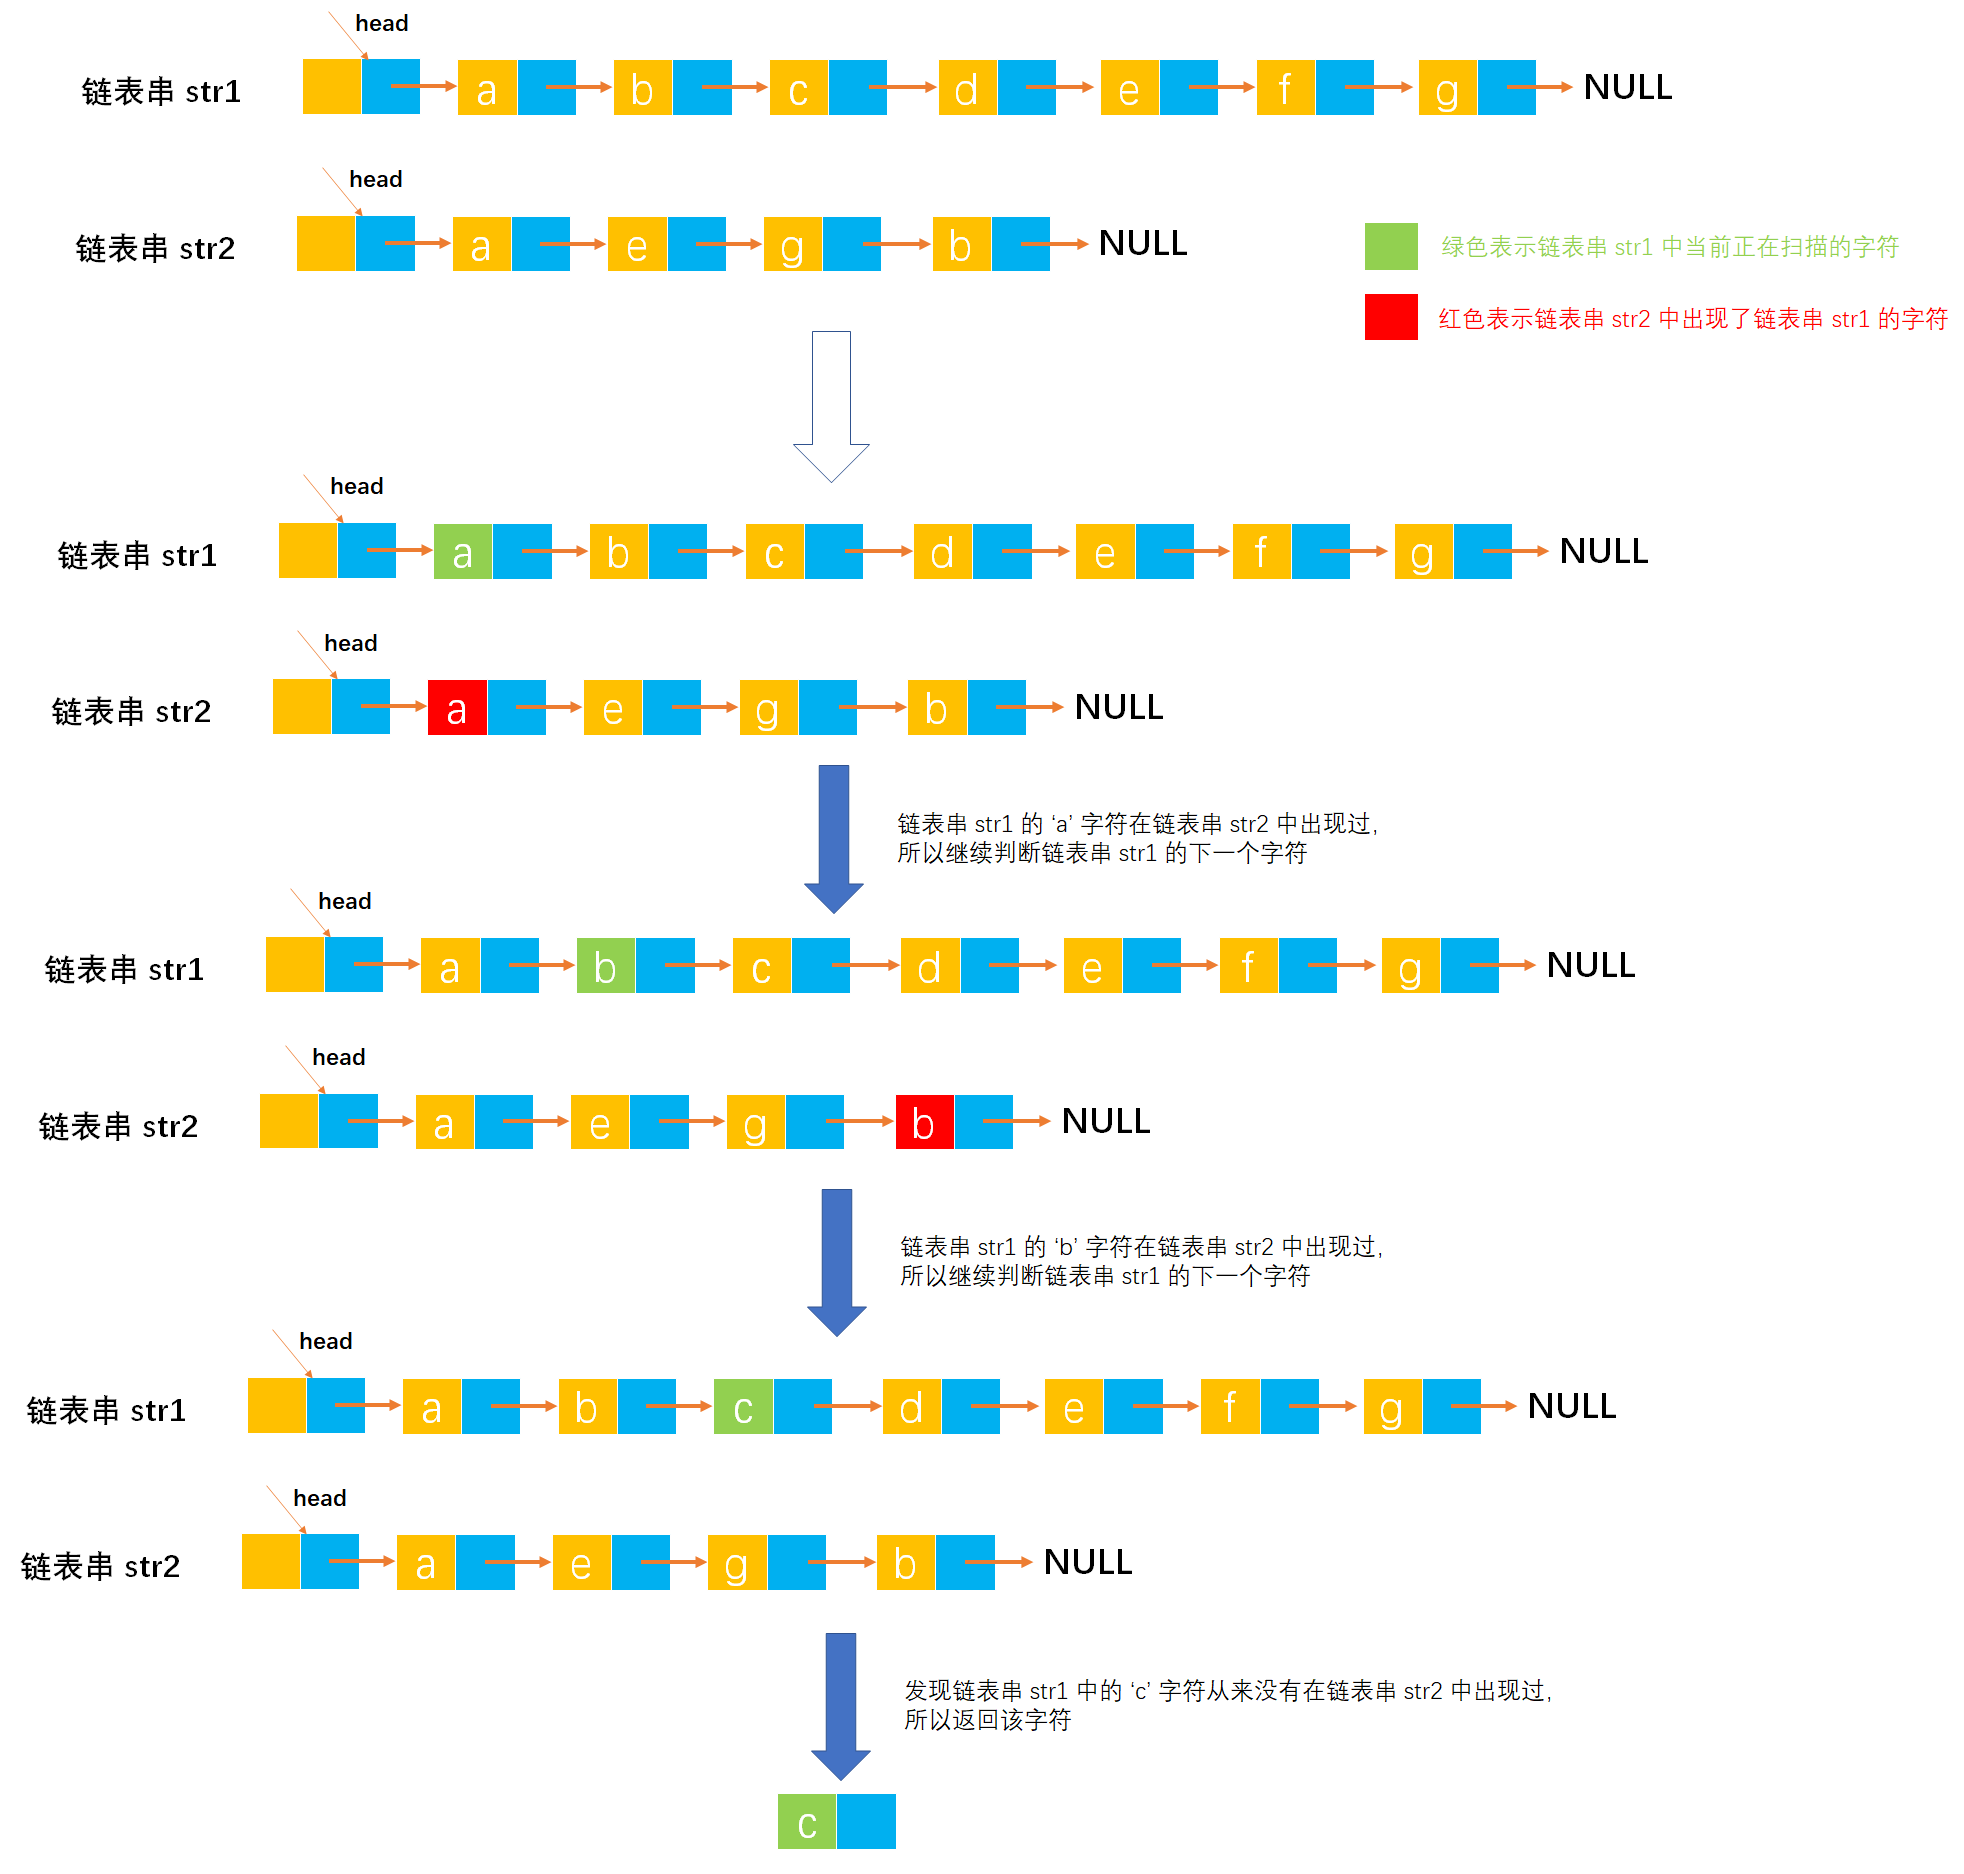 head
链表串 str1 a b c d e f g NULL
head
链表串 str2 a e g b NULL
绿色表示链表串 str1 中当前正在扫描的字符
红色表示链表串 str2 中出现了链表串 str1 的字符
head
链表串 str1 a b c d e f g NULL
head
链表串 str2 a e g b NULL
链表串 str1 的 ‘a’ 字符在链表串 str2 中出现过,
所以继续判断链表串 str1 的下一个字符
head
链表串 str1 a b c d e f g NULL
head
链表串 str2 a e g b NULL
链表串 str1 的 ‘b’ 字符在链表串 str2 中出现过,
所以继续判断链表串 str1 的下一个字符
head
链表串 str1 a b c d e f g NULL
head
链表串 str2 a e g b NULL
发现链表串 str1 中的 ‘c’ 字符从来没有在链表串 str2 中出现过,
所以返回该字符
c